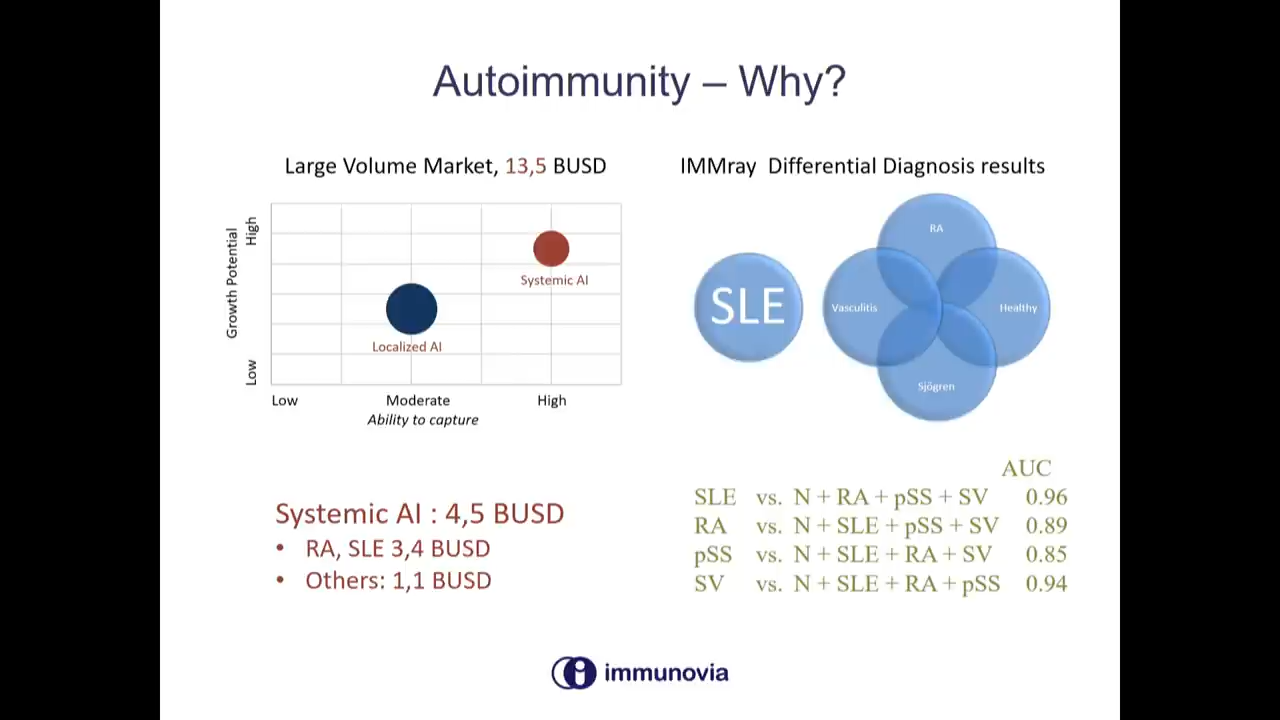 Autoimmunity – Why?
Large Volume Market, 13,5 BUSD
Growth Potential
High
Low
Systemic AI
Localized AI
Low
Moderate
High
Ability to capture
Systemic AI : 4,5 BUSD
• RA, SLE 3,4 BUSD
• Others: 1,1 BUSD
IMMray Differential Diagnosis results
SLE
RA
Vasculitis
Healthy
Sjögren
AUC
SLE vs. N + RA + pSS + SV 0.96
RA vs. N + SLE + pSS + SV 0.89
pSS vs. N + SLE + RA + SV 0.85
SV vs. N + SLE + RA + pSS 0.94
immunovia